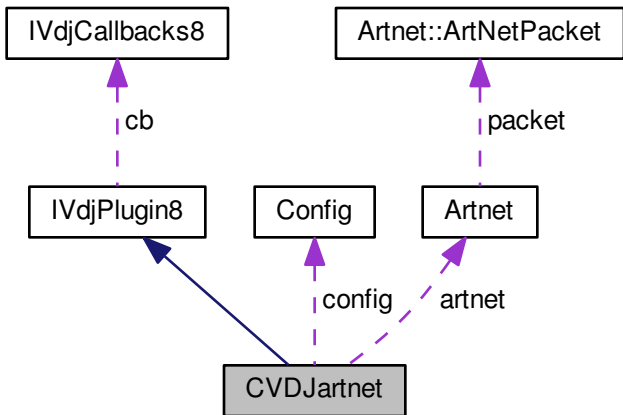 IVdjCallbacks8
Artnet::ArtNetPacket
cb
packet
IVdjPlugin8
Config
Artnet
config
artnet
CVDJartnet